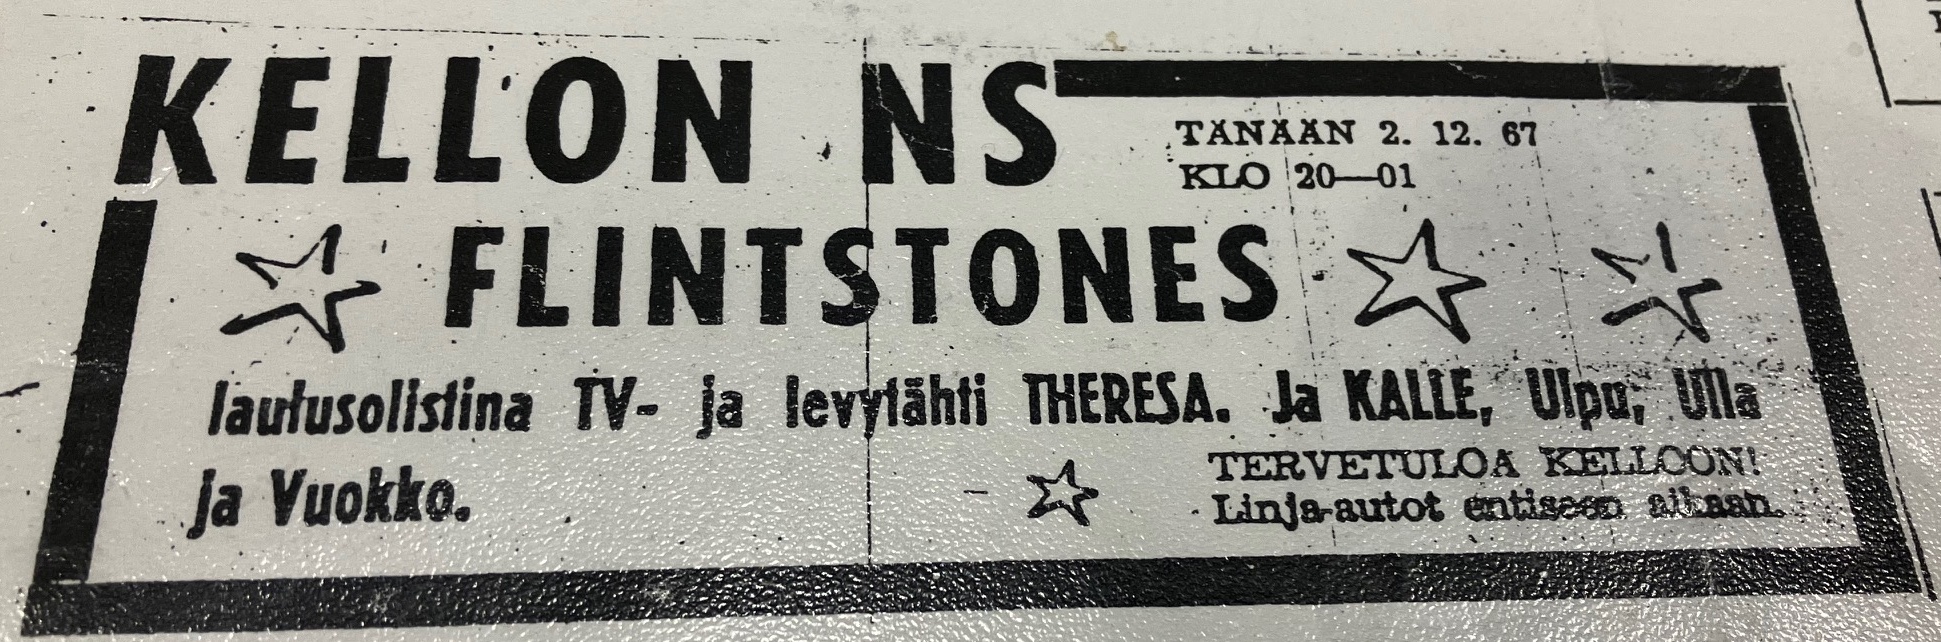 KELLON NS
TÄNÄÄN 2. 12. 67
KLO 20—01
FLINTSTONES
laulusolistina TV- ja levytähti THERESA. Ja KALLE, Ulpu, Ulla
ja Vuokko.
TERVETULOA KELLOON!
Linja-autot entiseen aikaan.